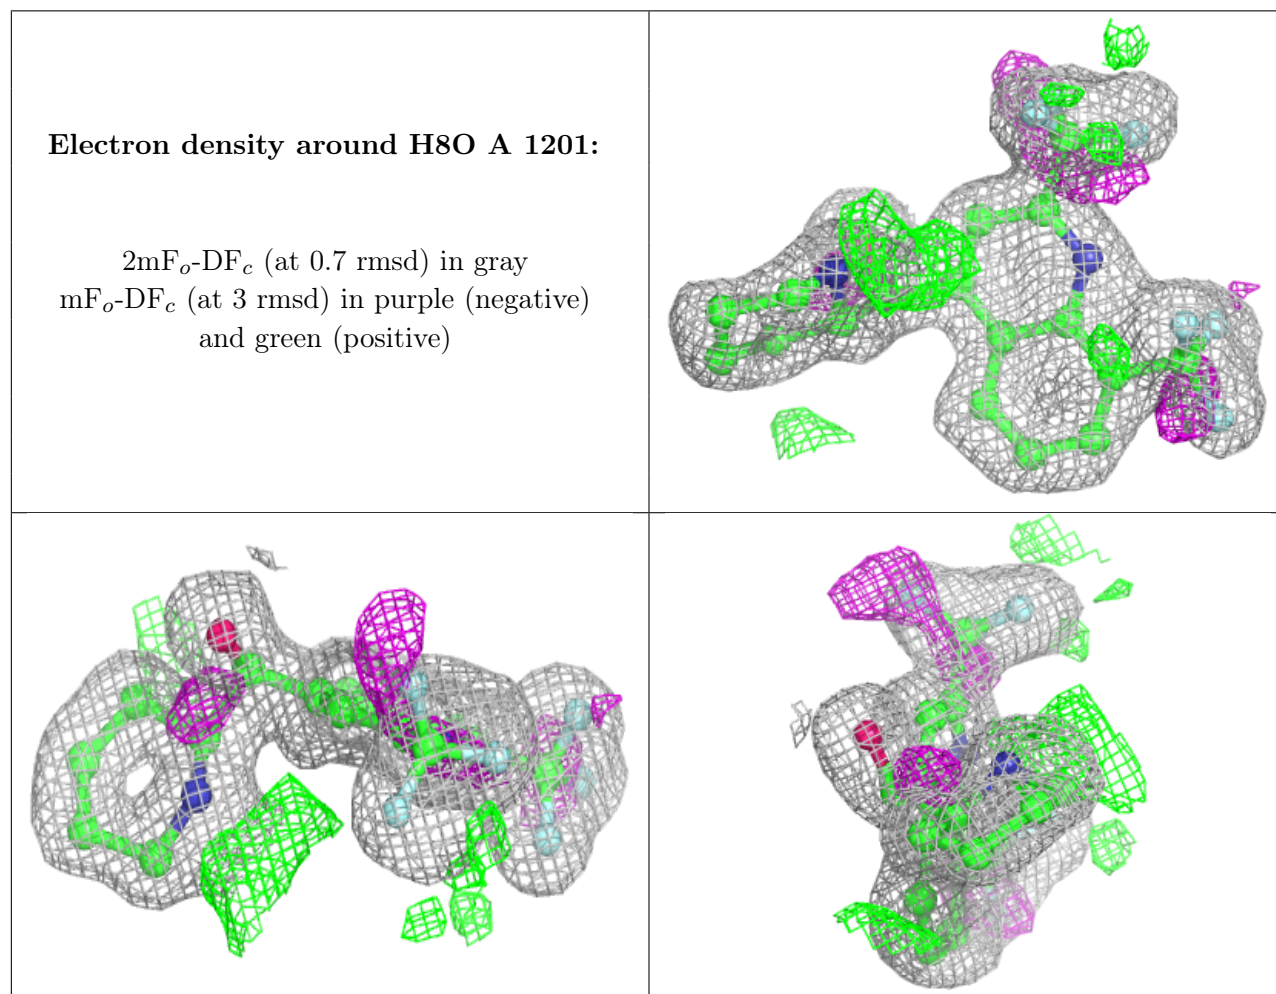 Electron density around H8O A 1201:
2mFo-DFc (at 0.7 rmsd) in gray
mFo-DFc (at 3 rmsd) in purple (negative)
and green (positive)